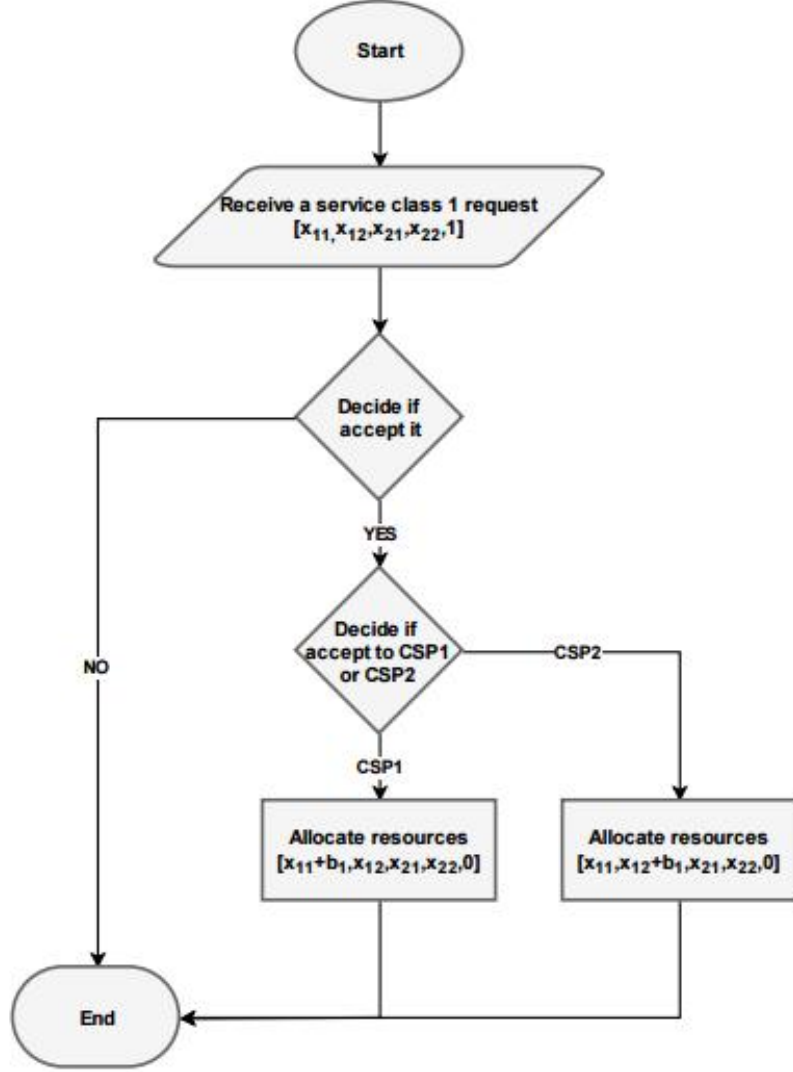 Start
Receive a service class 1 request
[x₁₁,x₁₂,x₂₁,x₂₂,1]
Decide if
accept it
YES
Decide if
accept to CSP1
or CSP2
CSP2
NO
CSP1
Allocate resources
[x₁₁+b₁,x₁₂,x₂₁,x₂₂,0]
Allocate resources
[x₁₁,x₁₂+b₁,x₂₁,x₂₂,0]
End